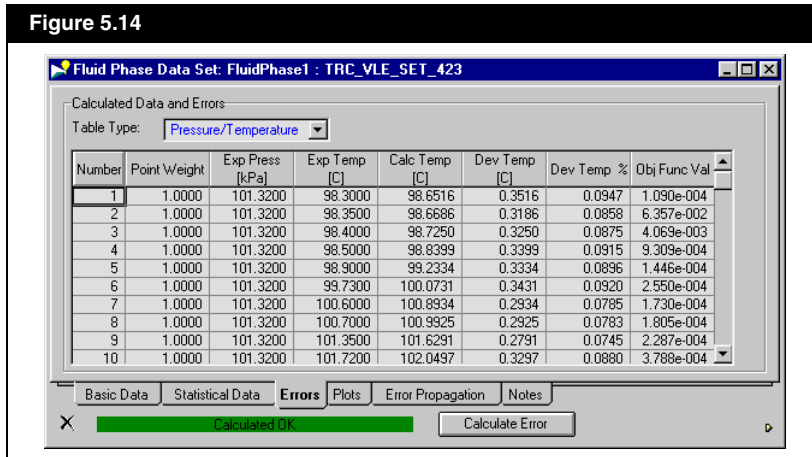 Figure 5.14
Fluid Phase Data Set: FluidPhase1 : TRC_VLE_SET_423
Calculated Data and Errors
Table Type: Pressure/Temperature
Number Point Weight Exp Press [kPa] Exp Temp [C] Calc Temp [C] Dev Temp [C] Dev Temp % Obj Func Val
1 1.0000 101.3200 98.3000 98.6516 0.3516 0.0947 1.090e-004
2 1.0000 101.3200 98.3500 98.6686 0.3186 0.0858 6.357e-002
3 1.0000 101.3200 98.4000 98.7250 0.3250 0.0875 4.069e-003
4 1.0000 101.3200 98.5000 98.8399 0.3399 0.0915 9.309e-004
5 1.0000 101.3200 98.9000 99.2334 0.3334 0.0896 1.446e-004
6 1.0000 101.3200 99.7300 100.0731 0.3431 0.0920 2.550e-004
7 1.0000 101.3200 100.6000 100.8934 0.2934 0.0785 1.730e-004
8 1.0000 101.3200 100.7000 100.9925 0.2925 0.0783 1.805e-004
9 1.0000 101.3200 101.3500 101.6291 0.2791 0.0745 2.287e-004
10 1.0000 101.3200 101.7200 102.0497 0.3297 0.0880 3.788e-004
Basic Data Statistical Data Errors Plots Error Propagation Notes
Calculated OK Calculate Error